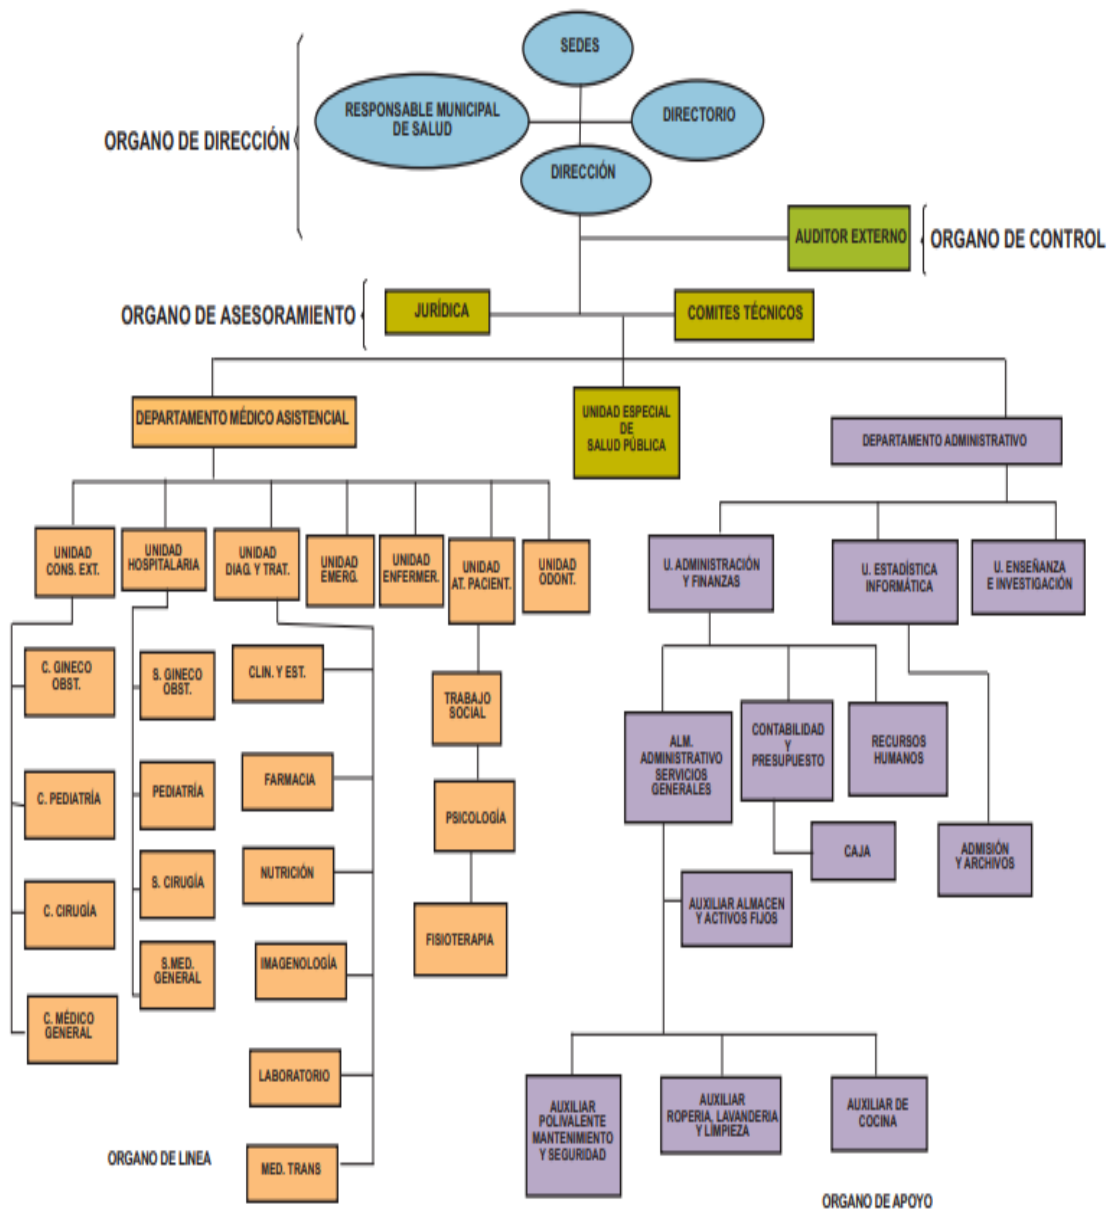 SEDES
RESPONSABLE MUNICIPAL
DE SALUD
DIRECTORIO
ORGANO DE DIRECCIÓN
DIRECCIÓN
AUDITOR EXTERNO
ORGANO DE CONTROL
ORGANO DE ASESORAMIENTO
JURÍDICA
COMITES TÉCNICOS
DEPARTAMENTO MÉDICO ASISTENCIAL
UNIDAD ESPECIAL
DE
SALUD PÚBLICA
DEPARTAMENTO ADMINISTRATIVO
UNIDAD
CONS. EXT.
UNIDAD
HOSPITALARIA
UNIDAD
DIAG. Y TRAT.
UNIDAD
EMERG.
UNIDAD
ENFERMER.
UNIDAD
AT. PACIENT.
UNIDAD
ODONT.
U. ADMINISTRACIÓN
Y FINANZAS
U. ESTADÍSTICA
INFORMÁTICA
U. ENSEÑANZA
E INVESTIGACIÓN
C. GINECO
OBST.
C. PEDIATRÍA
C. CIRUGÍA
C. MÉDICO
GENERAL
S. GINECO
OBST.
PEDIATRÍA
S. CIRUGÍA
S.MED.
GENERAL
CLIN. Y EST.
FARMACIA
NUTRICIÓN
IMAGENOLOGÍA
LABORATORIO
MED. TRANS
TRABAJO
SOCIAL
PSICOLOGÍA
FISIOTERAPIA
ALM.
ADMINISTRATIVO
SERVICIOS
GENERALES
CONTABILIDAD
Y
PRESUPUESTO
RECURSOS
HUMANOS
CAJA
ADMISIÓN
Y ARCHIVOS
AUXILIAR ALMACEN
Y ACTIVOS FIJOS
AUXILIAR
POLIVALENTE
MANTENIMIENTO
Y SEGURIDAD
AUXILIAR
ROPERIA, LAVANDERIA
Y LIMPIEZA
AUXILIAR DE
COCINA
ORGANO DE LINEA
ORGANO DE APOYO